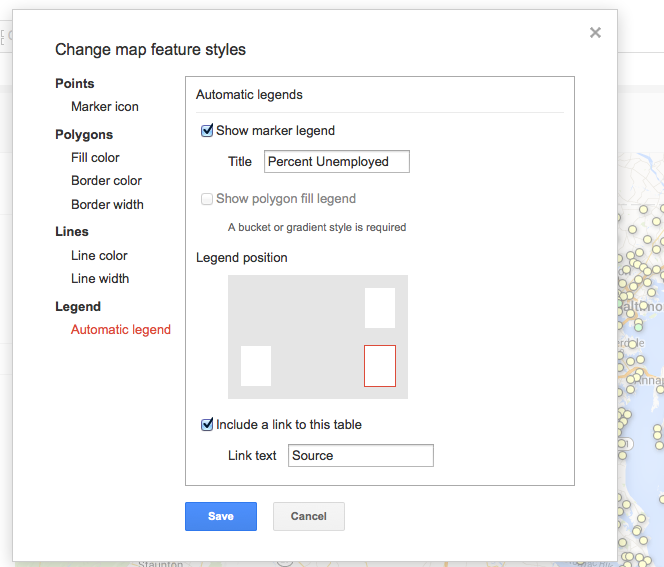 Change map feature styles
Points
Marker icon
Polygons
Fill color
Border color
Border width
Lines
Line color
Line width
Legend
Automatic legend
Automatic legends
Show marker legend
Title Percent Unemployed
Show polygon fill legend
A bucket or gradient style is required
Legend position
Include a link to this table
Link text Source
Save Cancel
Staunton